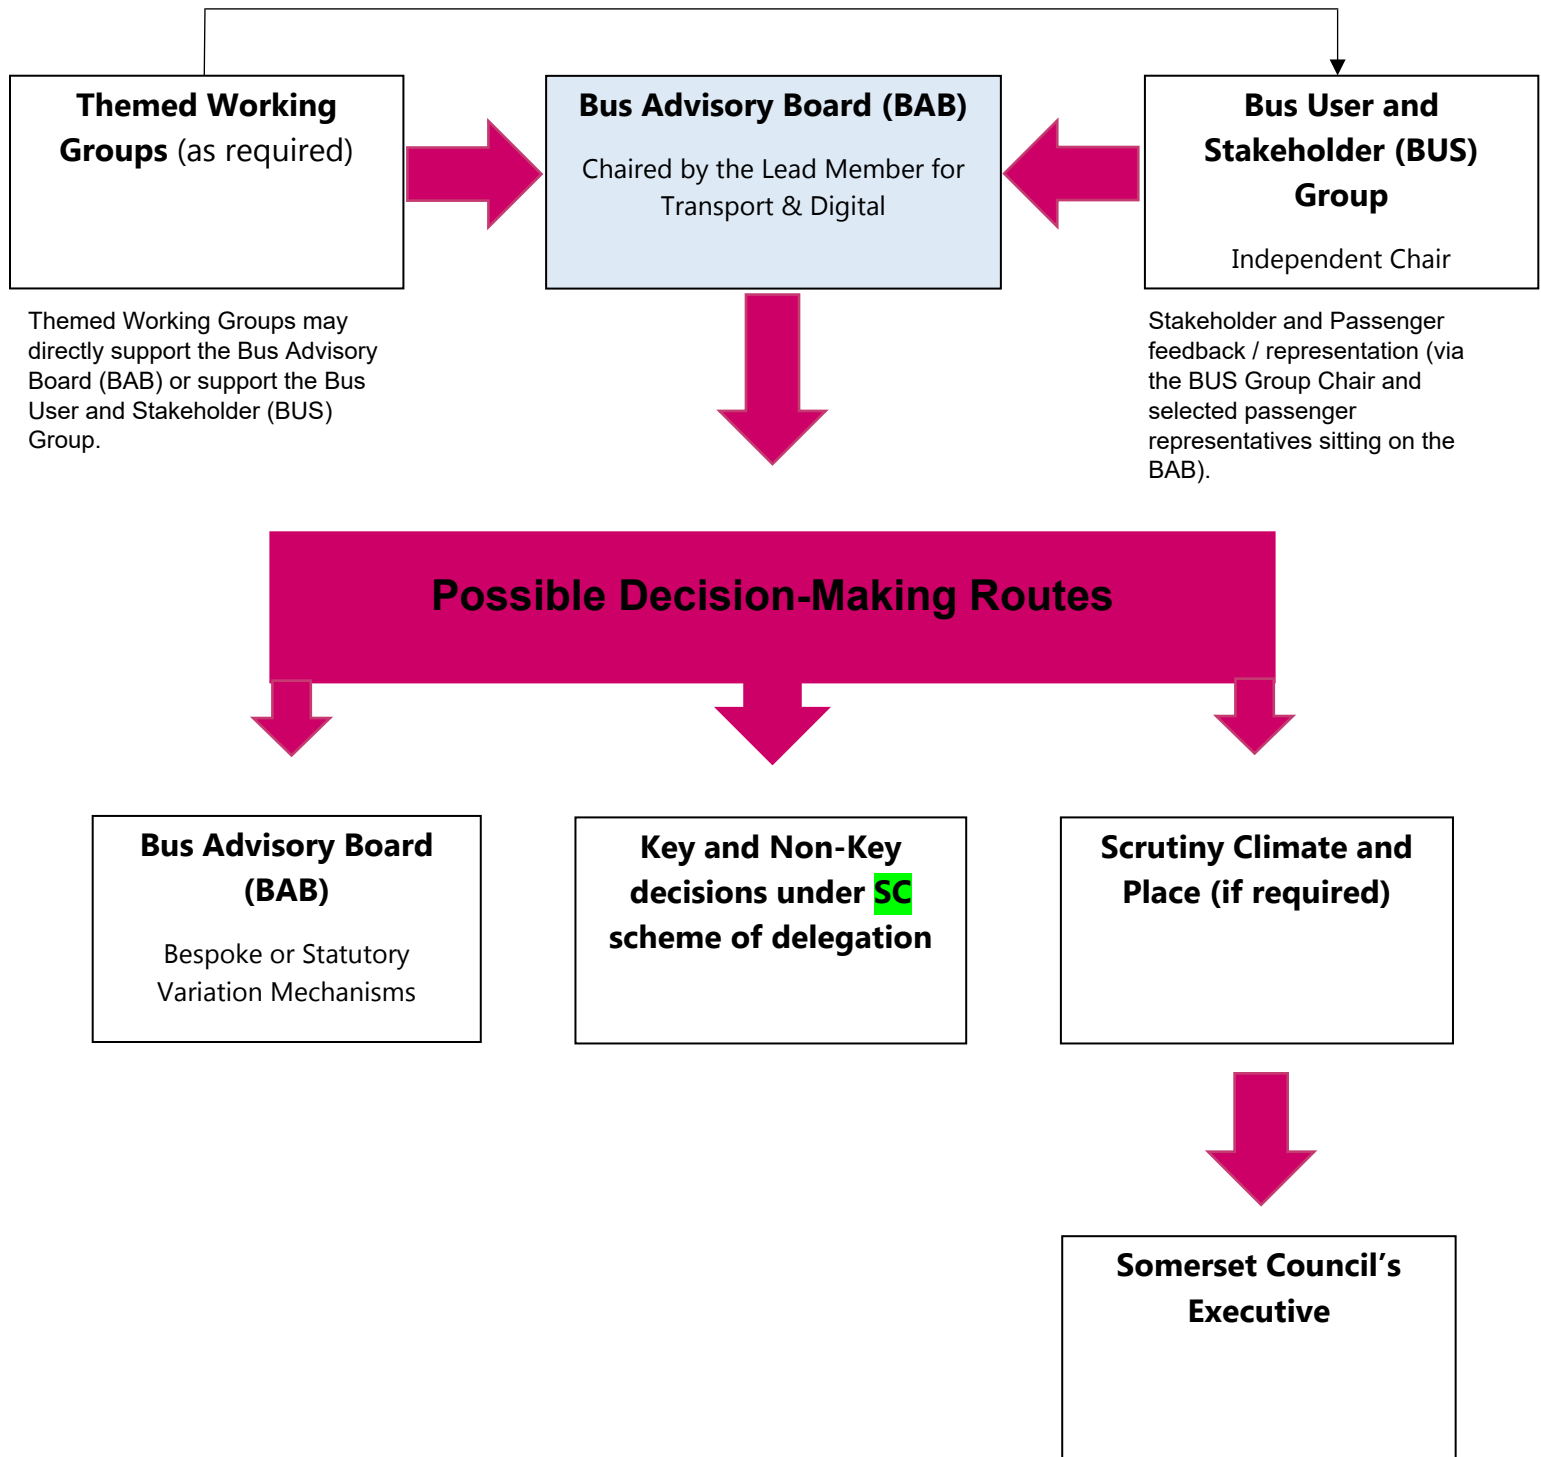 Themed Working
Groups (as required)
Bus Advisory Board (BAB)
Chaired by the Lead Member for
Transport & Digital
Bus User and
Stakeholder (BUS)
Group
Independent Chair
Themed Working Groups may
directly support the Bus Advisory
Board (BAB) or support the Bus
User and Stakeholder (BUS)
Group.
Stakeholder and Passenger
feedback / representation (via
the BUS Group Chair and
selected passenger
representatives sitting on the
BAB).
Possible Decision-Making Routes
Bus Advisory Board
(BAB)
Bespoke or Statutory
Variation Mechanisms
Key and Non-Key
decisions under SC
scheme of delegation
Scrutiny Climate and
Place (if required)
Somerset Council’s
Executive